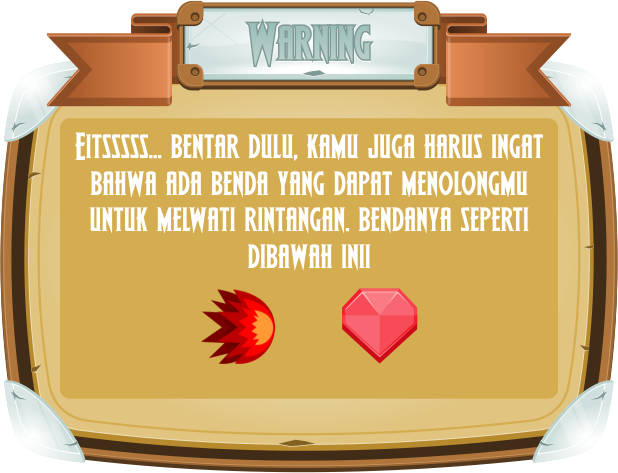 Warning
Eitsssss... bentar dulu, kamu juga harus ingat
bahwa ada benda yang dapat menolongmu
untuk melwati rintangan. bendanya seperti
dibawah inii